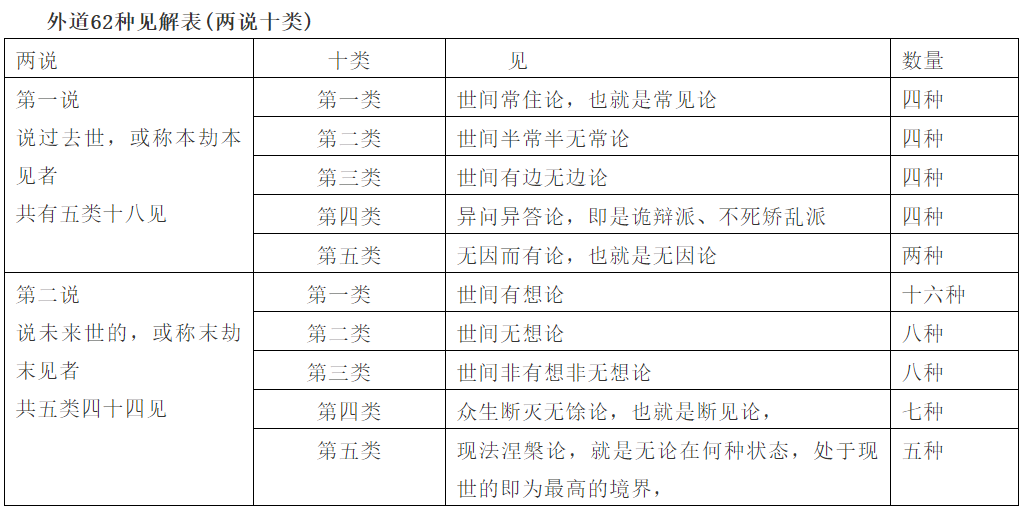 外道62种见解表(两说十类)
两说 十类 见 数量
第一说 第一类 世间常住论，也就是常见论 四种
说过去世，或称本劫本 第二类 世间半常半无常论 四种
见者 第三类 世间有边无边论 四种
共有五类十八见 第四类 异问异答论，即是诡辩派、不死矫乱派 四种
第五类 无因而有论，也就是无因论 两种
第二说 第一类 世间有想论 十六种
说未来世的，或称末劫 第二类 世间无想论 八种
末见者 第三类 世间非有想非无想论 八种
共五类四十四见 第四类 众生断灭无馀论，也就是断见论， 七种
第五类 现法涅槃论，就是无论在何种状态，处于现 五种
世的即为最高的境界，